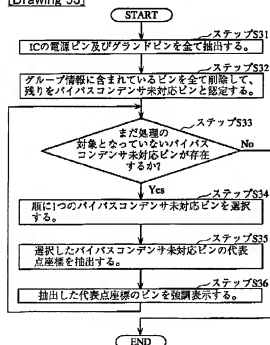 [Drawing 53]
START
ステップS31
ICの電源ピン及びグランドピンを全て抽出する。
ステップS32
グループ情報に含まれているピンを全て削除して、
残りをバイパスコンデンサ未対応ピンと認定する。
ステップS33
まだ処理の
対象となっていないバイパス
コンデンサ未対応ピンが存在
するか?
No
Yes
ステップS34
順に1つのバイパスコンデンサ未対応ピンを選択
する。
ステップS35
選択したバイパスコンデンサ未対応ピンの代表
点座標を抽出する。
ステップS36
抽出した代表点座標のピンを強調表示する。
END